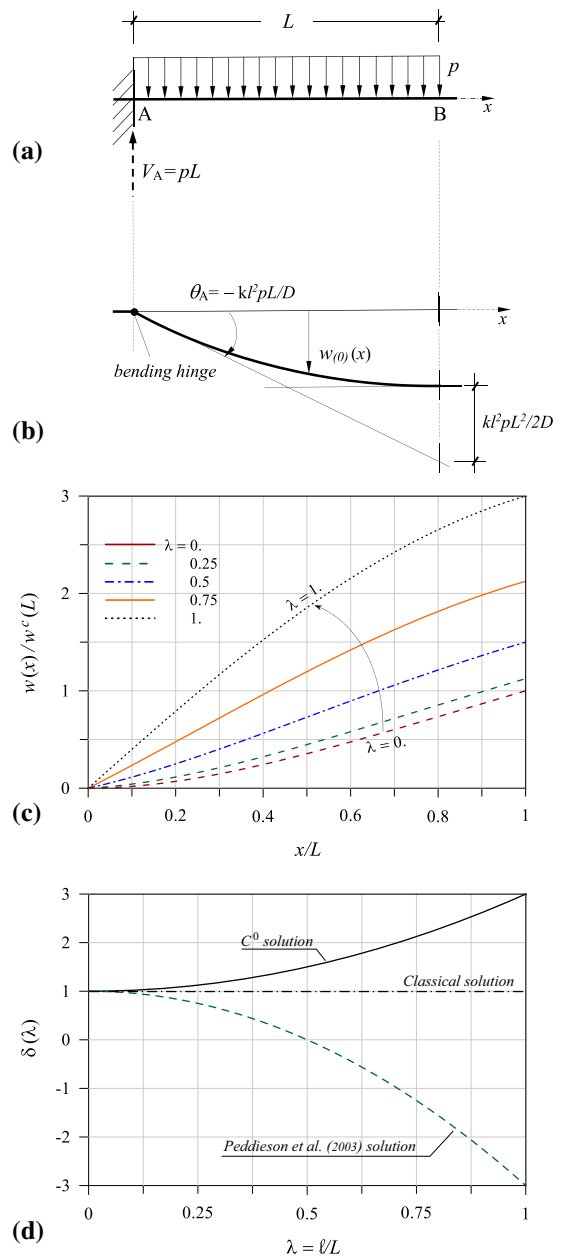 L
p
A
B
x
(a)
V_A = pL
θ_A = − kl²pL/D
x
w_(0) (x)
bending hinge
kl²pL²/2D
(b)
3
2
1
0
w(x) / w^c (L)
λ = 0.
0.25
0.5
0.75
1.
λ=1.
λ=0.
0
0.2
0.4
0.6
0.8
1
(c)
x/L
3
2
1
0
-1
-2
-3
δ(λ)
C⁰ solution
Classical solution
Peddieson et al. (2003) solution
0
0.25
0.5
0.75
1
(d)
λ = ℓ/L